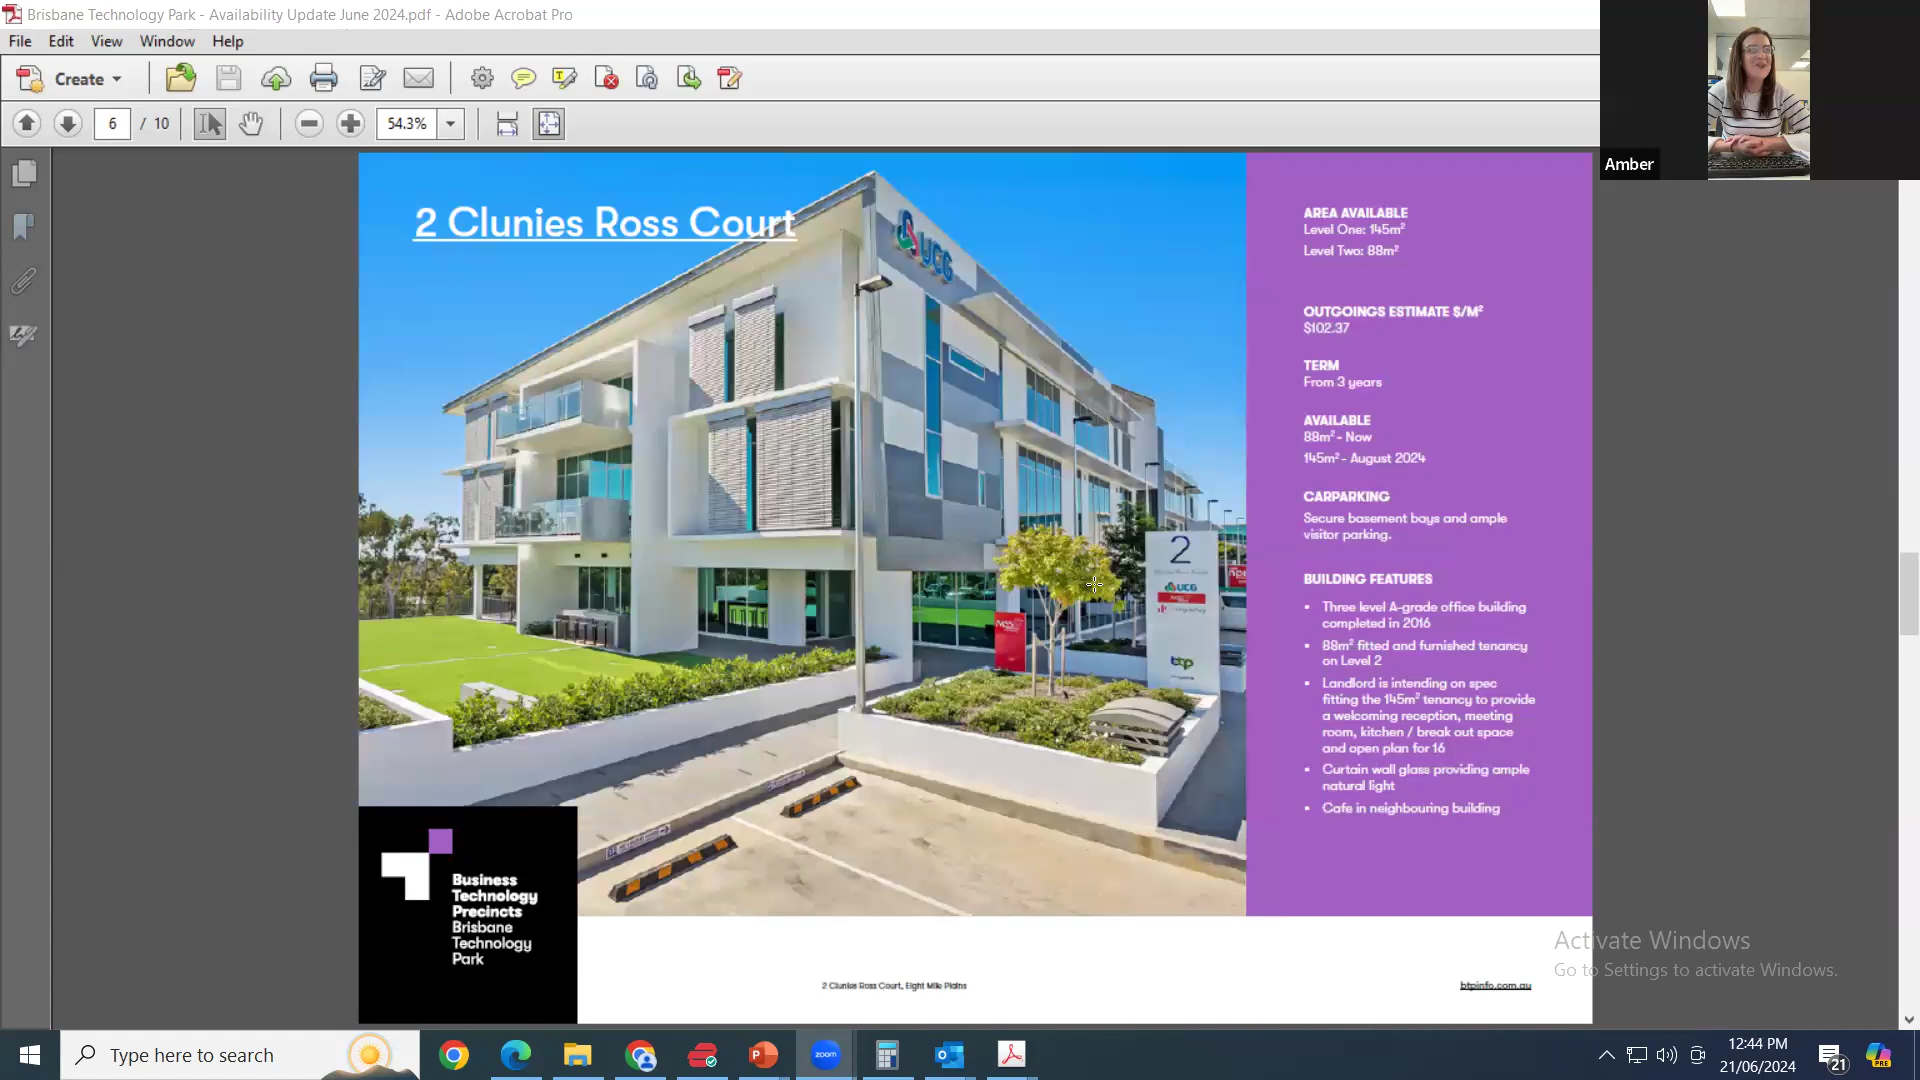 Brisbane Technology Park - Availability Update June 2024.pdf - Adobe Acrobat Pro
File Edit View Window Help
Create
6 / 10 54.3%
Amber
2 Clunies Ross Court
UCG
2
UCG
btp
AREA AVAILABLE
Level One: 145m²
Level Two: 88m²
OUTGOINGS ESTIMATE $/M²
$102.37
TERM
From 3 years
AVAILABLE
88m² - Now
145m² - August 2024
CARPARKING
Secure basement bays and ample
visitor parking.
BUILDING FEATURES
▪ Three level A-grade office building
completed in 2016
▪ 88m² fitted and furnished tenancy
on Level 2
▪ Landlord is intending on spec
fitting the 145m² tenancy to provide
a welcoming reception, meeting
room, kitchen / break out space
and open plan for 16
▪ Curtain wall glass providing ample
natural light
▪ Cafe in neighbouring building
Business
Technology
Precincts
Brisbane
Technology
Park
2 Clunies Ross Court, Eight Mile Plains
btpinfo.com.au
Activate Windows
Go to Settings to activate Windows.
Type here to search
zoom
12:44 PM
21/06/2024
21
PRE